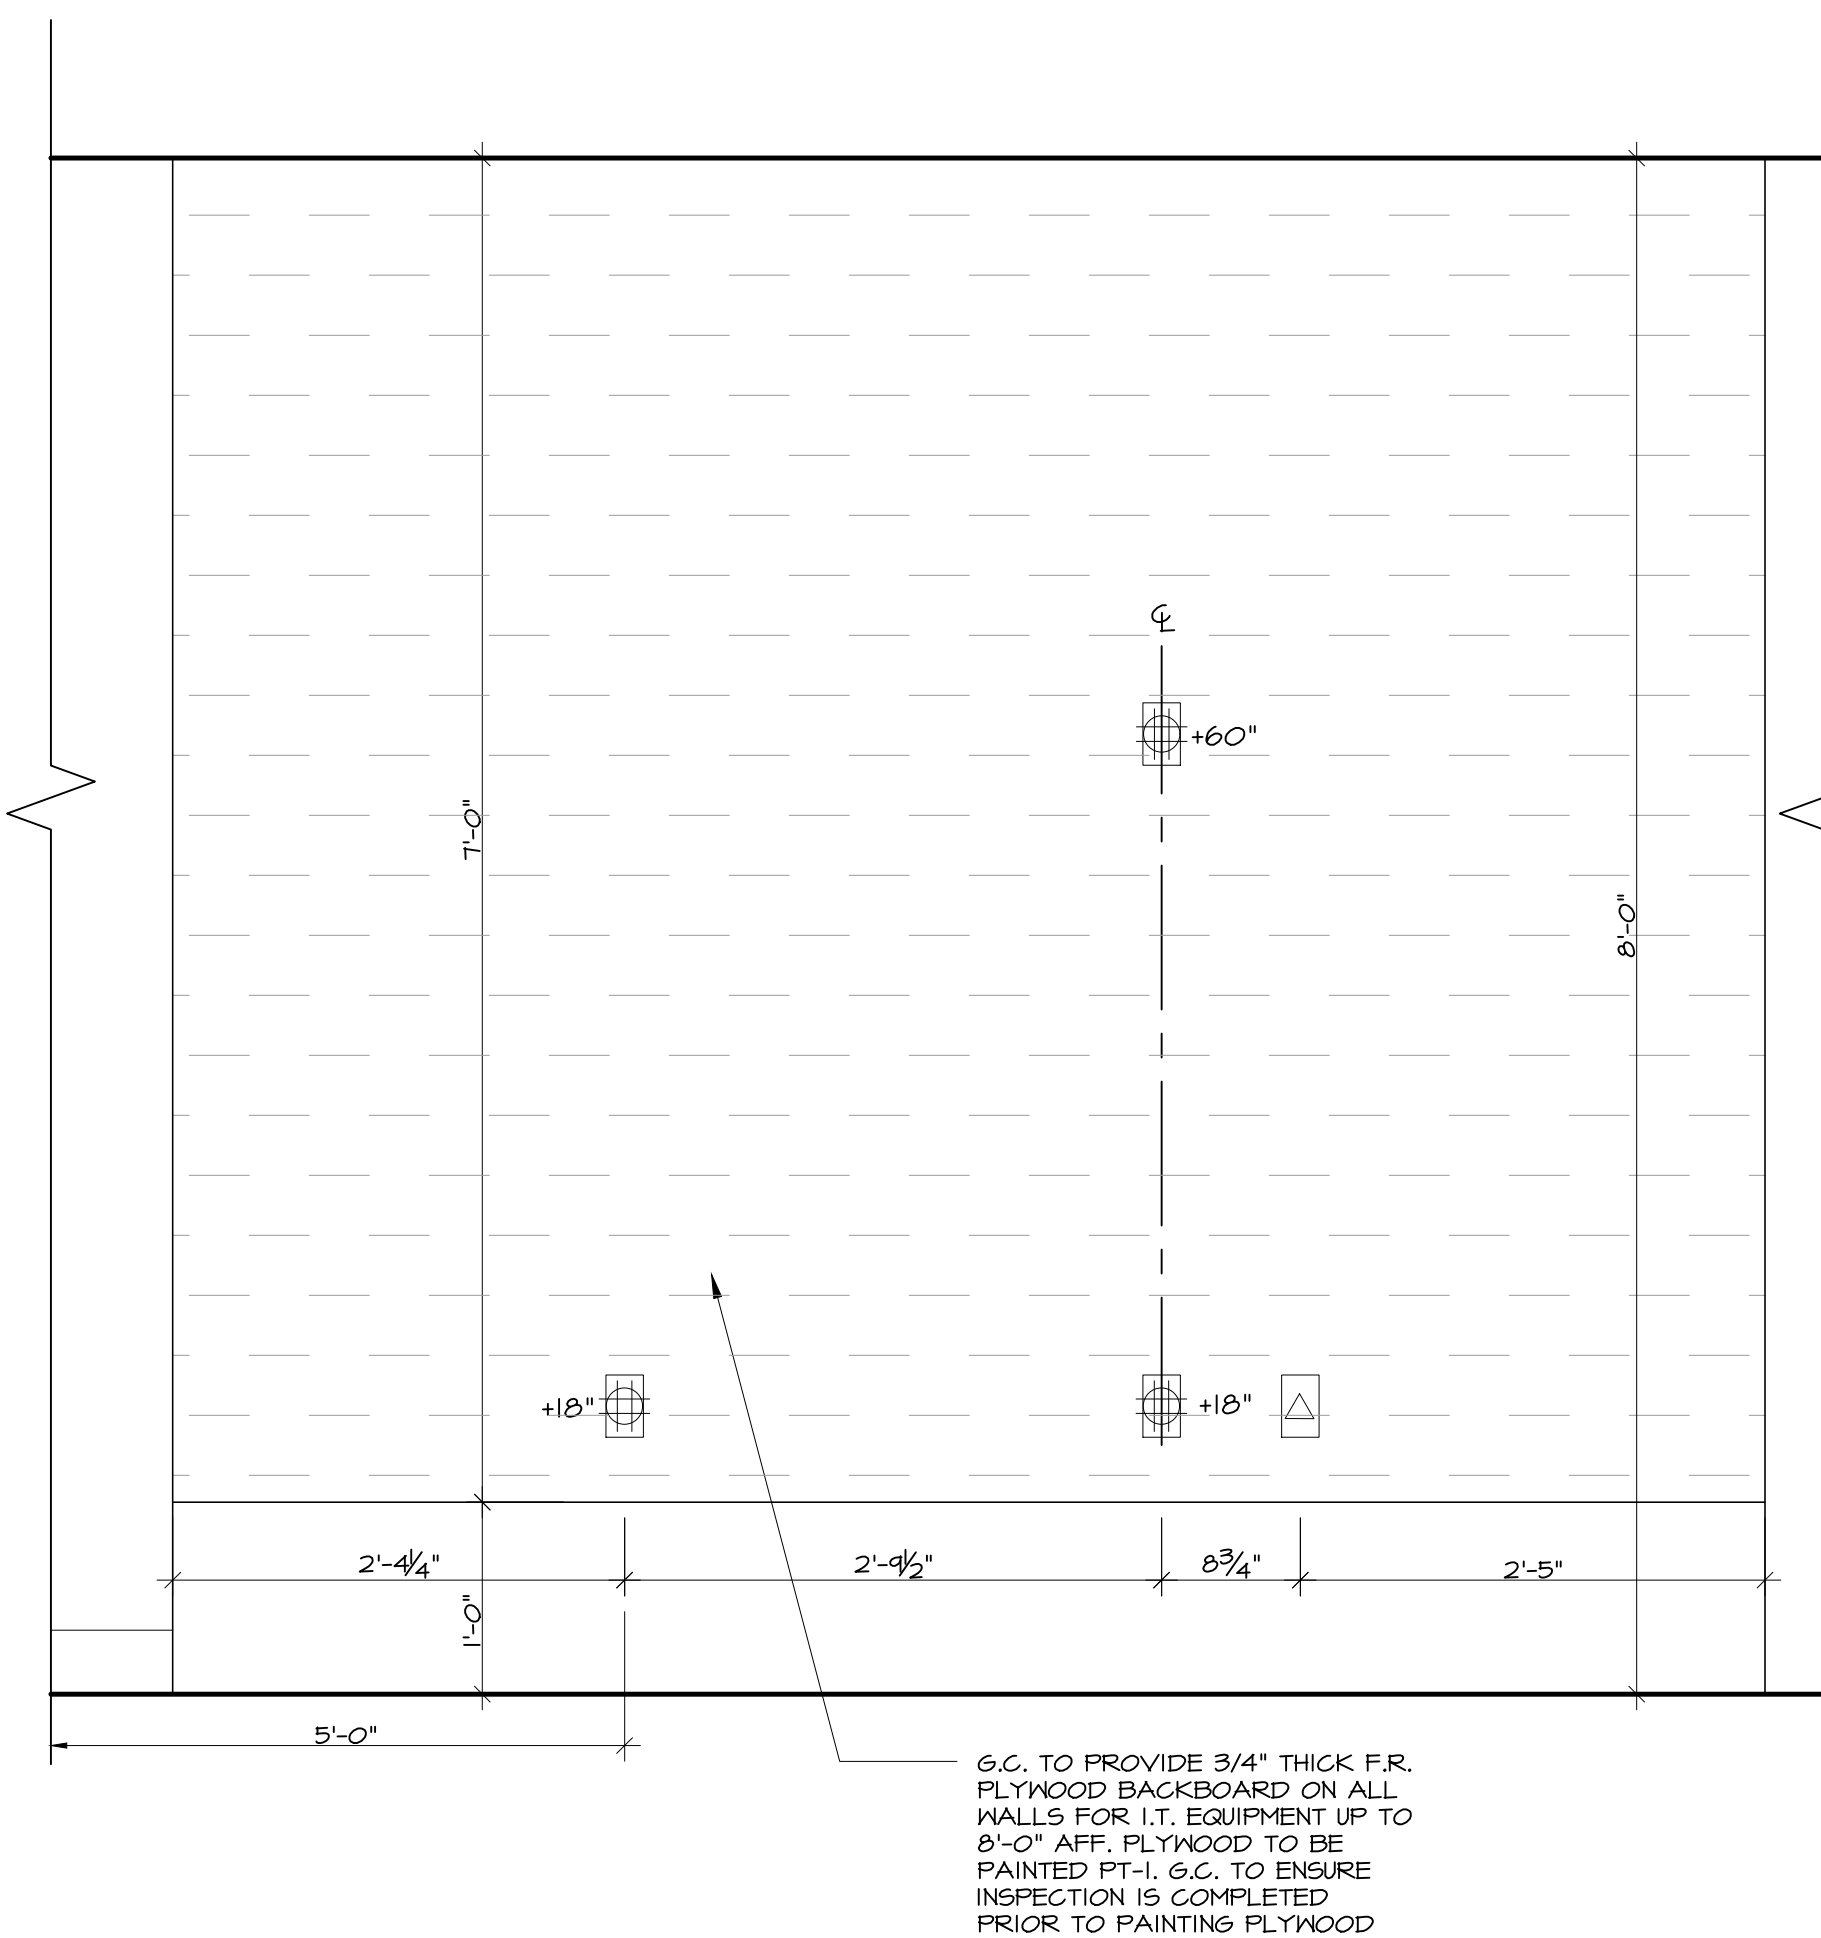 ℄
+60"
7'-0"
8'-0"
+18"
+18"
2'-4¼"
2'-9½"
8¾"
2'-5"
1'-0"
5'-0"
G.C. TO PROVIDE 3/4" THICK F.R.
PLYWOOD BACKBOARD ON ALL
WALLS FOR I.T. EQUIPMENT UP TO
8'-0" AFF. PLYWOOD TO BE
PAINTED PT-1. G.C. TO ENSURE
INSPECTION IS COMPLETED
PRIOR TO PAINTING PLYWOOD